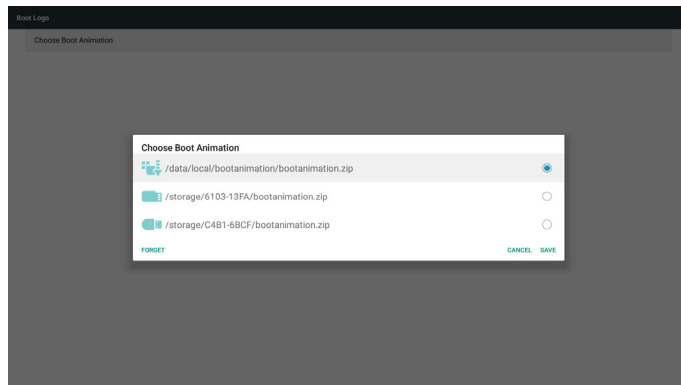 Boot Logo
Choose Boot Animation
Choose Boot Animation
/data/local/bootanimation/bootanimation.zip
/storage/6103-13FA/bootanimation.zip
/storage/C4B1-6BCF/bootanimation.zip
FORGET CANCEL SAVE